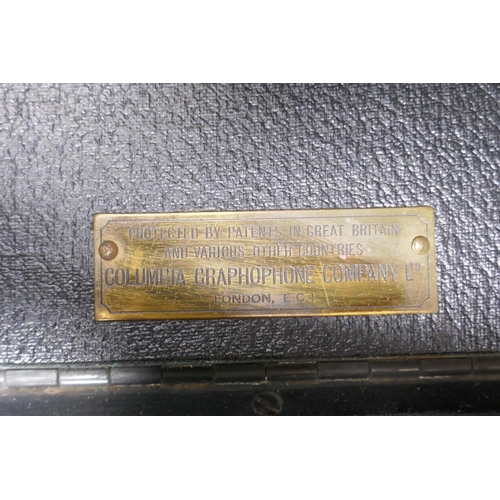 PROTECTED BY PATENTS IN GREAT BRITAIN
AND VARIOUS OTHER COUNTRIES
COLUMBIA GRAPHOPHONE COMPANY LTD
LONDON, E.C.1